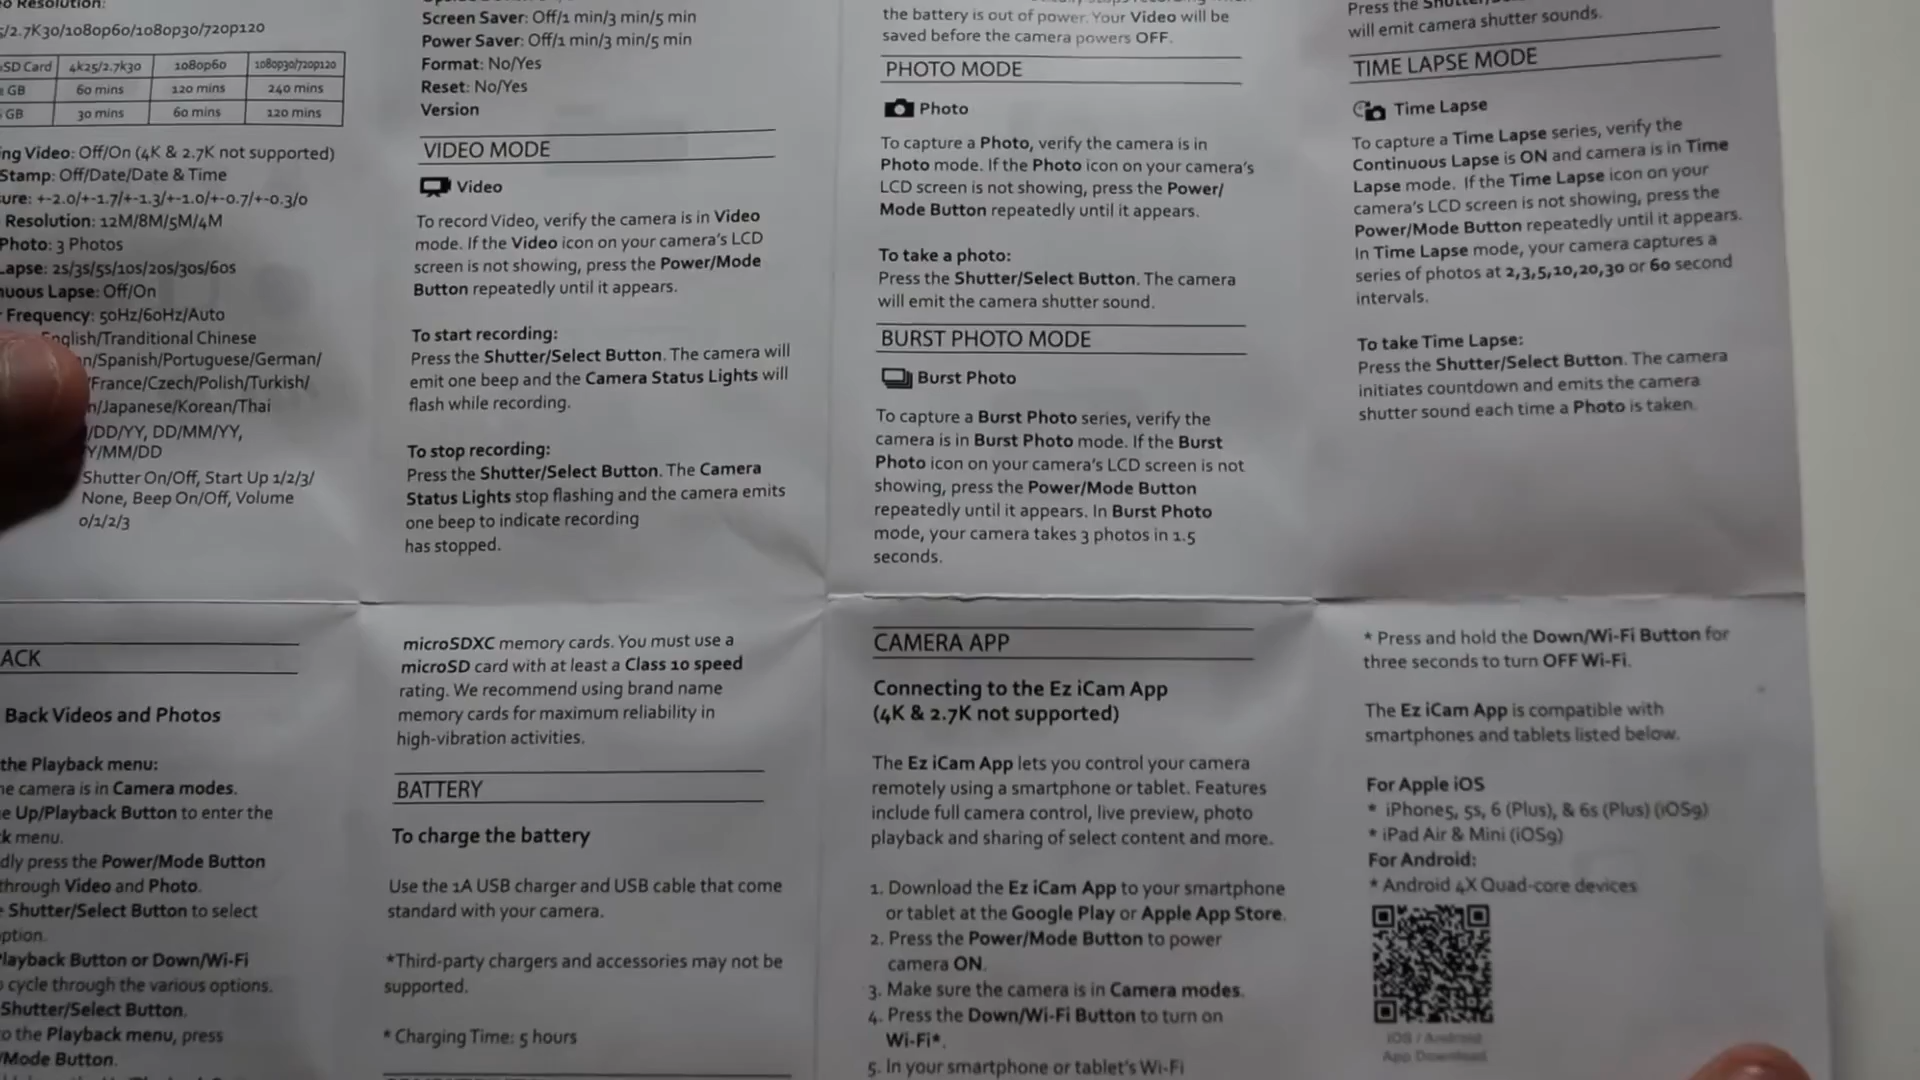 Resolution:
/2.7K30/1080p60/1080p30/720p120
SD Card 4k25/2.7k30 1080p60 1080p30/720p120
GB 60 mins 120 mins 240 mins
GB 30 mins 60 mins 120 mins
ing Video: Off/On (4K & 2.7K not supported)
Stamp: Off/Date/Date & Time
sure: +-2.0/+-1.7/+-1.3/+-1.0/+-0.7/+-0.3/0
Resolution: 12M/8M/5M/4M
Photo: 3 Photos
Lapse: 2s/3s/5s/10s/20s/30s/60s
nuous Lapse: Off/On
Frequency: 50Hz/60Hz/Auto
nglish/Traditional Chinese
n/Spanish/Portuguese/German/
/France/Czech/Polish/Turkish/
n/Japanese/Korean/Thai
/DD/YY, DD/MM/YY,
Y/MM/DD
Shutter On/Off, Start Up 1/2/3/
None, Beep On/Off, Volume
0/1/2/3
Screen Saver: Off/1 min/3 min/5 min
Power Saver: Off/1 min/3 min/5 min
Format: No/Yes
Reset: No/Yes
Version
VIDEO MODE
Video
To record Video, verify the camera is in Video
mode. If the Video icon on your camera's LCD
screen is not showing, press the Power/Mode
Button repeatedly until it appears.
To start recording:
Press the Shutter/Select Button. The camera will
emit one beep and the Camera Status Lights will
flash while recording.
To stop recording:
Press the Shutter/Select Button. The Camera
Status Lights stop flashing and the camera emits
one beep to indicate recording
has stopped.
the battery is out of power. Your Video will be
saved before the camera powers OFF.
PHOTO MODE
Photo
To capture a Photo, verify the camera is in
Photo mode. If the Photo icon on your camera's
LCD screen is not showing, press the Power/
Mode Button repeatedly until it appears.
To take a photo:
Press the Shutter/Select Button. The camera
will emit the camera shutter sound.
BURST PHOTO MODE
Burst Photo
To capture a Burst Photo series, verify the
camera is in Burst Photo mode. If the Burst
Photo icon on your camera's LCD screen is not
showing, press the Power/Mode Button
repeatedly until it appears. In Burst Photo
mode, your camera takes 3 photos in 1.5
seconds.
Press the
will emit camera shutter sounds.
TIME LAPSE MODE
Time Lapse
To capture a Time Lapse series, verify the
Continuous Lapse is ON and camera is in Time
Lapse mode. If the Time Lapse icon on your
camera's LCD screen is not showing, press the
Power/Mode Button repeatedly until it appears.
In Time Lapse mode, your camera captures a
series of photos at 2,3,5,10,20,30 or 60 second
intervals.
To take Time Lapse:
Press the Shutter/Select Button. The camera
initiates countdown and emits the camera
shutter sound each time a Photo is taken.
ACK
Back Videos and Photos
the Playback menu:
ne camera is in Camera modes.
e Up/Playback Button to enter the
k menu.
dly press the Power/Mode Button
through Video and Photo.
Shutter/Select Button to select
ption.
layback Button or Down/Wi-Fi
cycle through the various options.
Shutter/Select Button.
to the Playback menu, press
/Mode Button.
microSDXC memory cards. You must use a
microSD card with at least a Class 10 speed
rating. We recommend using brand name
memory cards for maximum reliability in
high-vibration activities.
BATTERY
To charge the battery
Use the 1A USB charger and USB cable that come
standard with your camera.
*Third-party chargers and accessories may not be
supported.
* Charging Time: 5 hours
CAMERA APP
Connecting to the Ez iCam App
(4K & 2.7K not supported)
The Ez iCam App lets you control your camera
remotely using a smartphone or tablet. Features
include full camera control, live preview, photo
playback and sharing of select content and more.
1. Download the Ez iCam App to your smartphone
or tablet at the Google Play or Apple App Store.
2. Press the Power/Mode Button to power
camera ON.
3. Make sure the camera is in Camera modes.
4. Press the Down/Wi-Fi Button to turn on
Wi-Fi*.
5. In your smartphone or tablet's Wi-Fi
* Press and hold the Down/Wi-Fi Button for
three seconds to turn OFF Wi-Fi.
The Ez iCam App is compatible with
smartphones and tablets listed below.
For Apple iOS
* iPhone5, 5s, 6 (Plus), & 6s (Plus) (iOS9)
* iPad Air & Mini (iOS9)
For Android:
* Android 4X Quad-core devices
iOS / Android
App Download